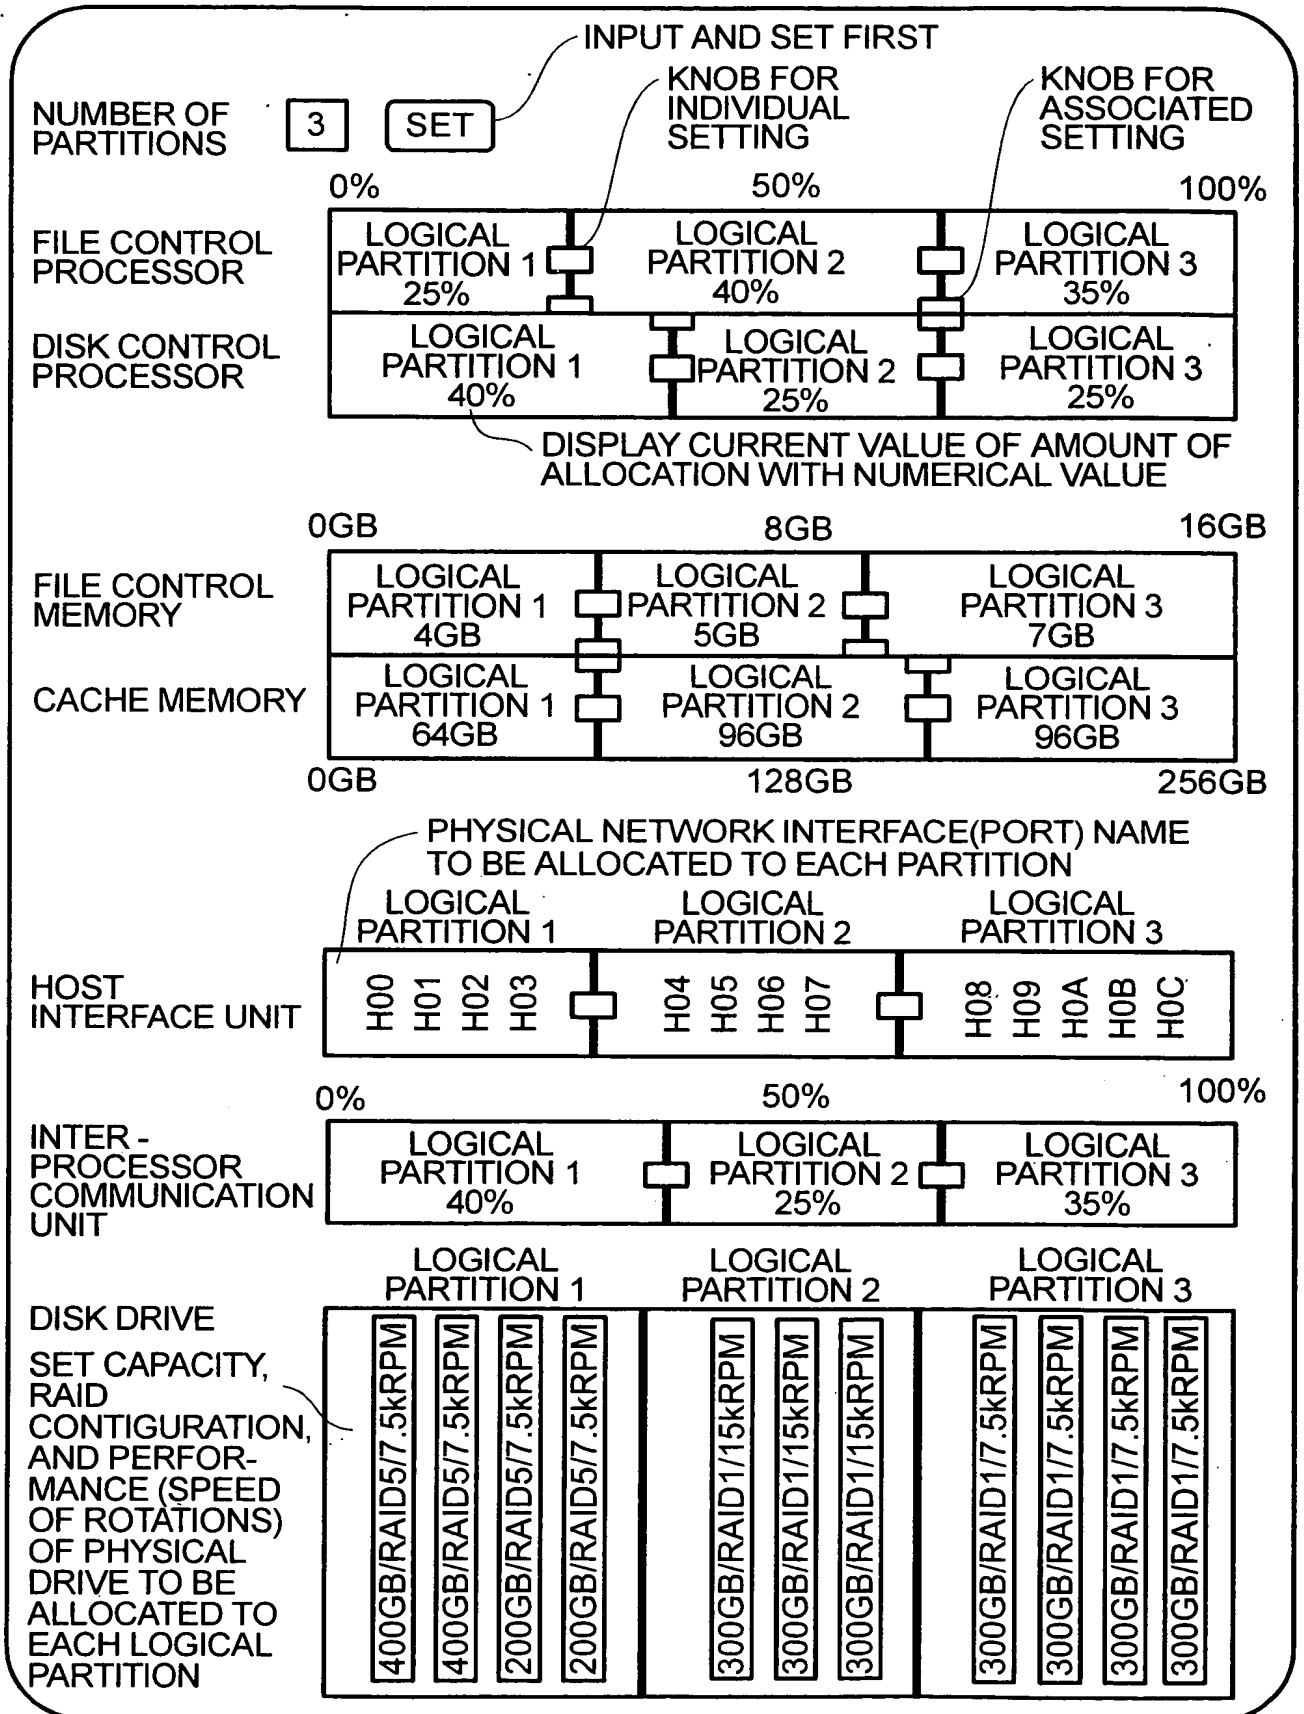 INPUT AND SET FIRST
KNOB FOR
INDIVIDUAL
SETTING
KNOB FOR
ASSOCIATED
SETTING
NUMBER OF
PARTITIONS
3
SET
0%
50%
100%
FILE CONTROL
PROCESSOR
LOGICAL
PARTITION 1
25%
LOGICAL
PARTITION 2
40%
LOGICAL
PARTITION 3
35%
DISK CONTROL
PROCESSOR
LOGICAL
PARTITION 1
40%
LOGICAL
PARTITION 2
25%
LOGICAL
PARTITION 3
25%
DISPLAY CURRENT VALUE OF AMOUNT OF
ALLOCATION WITH NUMERICAL VALUE
0GB
8GB
16GB
FILE CONTROL
MEMORY
LOGICAL
PARTITION 1
4GB
LOGICAL
PARTITION 2
5GB
LOGICAL
PARTITION 3
7GB
CACHE MEMORY
LOGICAL
PARTITION 1
64GB
LOGICAL
PARTITION 2
96GB
LOGICAL
PARTITION 3
96GB
0GB
128GB
256GB
PHYSICAL NETWORK INTERFACE(PORT) NAME
TO BE ALLOCATED TO EACH PARTITION
LOGICAL
PARTITION 1
LOGICAL
PARTITION 2
LOGICAL
PARTITION 3
HOST
INTERFACE UNIT
H00
H01
H02
H03
H04
H05
H06
H07
H08
H09
H0A
H0B
H0C
0%
50%
100%
INTER -
PROCESSOR
COMMUNICATION
UNIT
LOGICAL
PARTITION 1
40%
LOGICAL
PARTITION 2
25%
LOGICAL
PARTITION 3
35%
LOGICAL
PARTITION 1
LOGICAL
PARTITION 2
LOGICAL
PARTITION 3
DISK DRIVE
SET CAPACITY,
RAID
CONTIGURATION,
AND PERFOR-
MANCE (SPEED
OF ROTATIONS)
OF PHYSICAL
DRIVE TO BE
ALLOCATED TO
EACH LOGICAL
PARTITION
400GB/RAID5/7.5kRPM
400GB/RAID5/7.5kRPM
200GB/RAID5/7.5kRPM
200GB/RAID5/7.5kRPM
300GB/RAID1/15kRPM
300GB/RAID1/15kRPM
300GB/RAID1/15kRPM
300GB/RAID1/7.5kRPM
300GB/RAID1/7.5kRPM
300GB/RAID1/7.5kRPM
300GB/RAID1/7.5kRPM